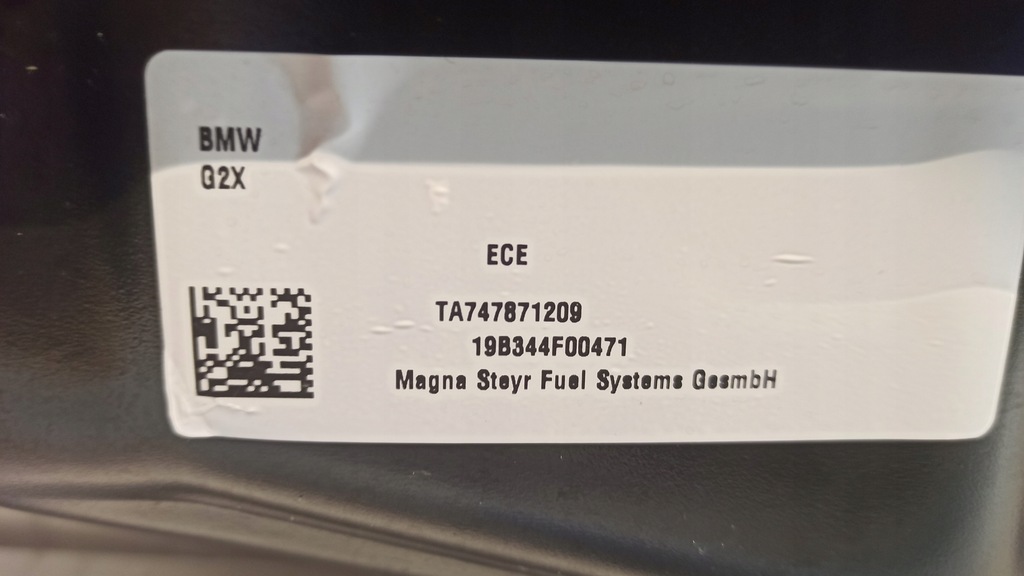 BMW
G2X
ECE
TA747871209
19B344F00471
Magna Steyr Fuel Systems GesmbH